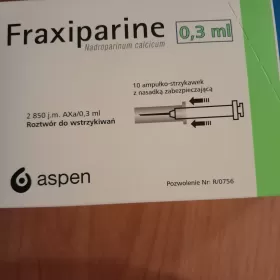 Fraxiparine 0,3 ml
Nadroparinum calcicum
10 ampułko-strzykawek
z nasadką zabezpieczającą
2 850 j.m. AXa/0,3 ml
Roztwór do wstrzykiwań
aspen
Pozwolenie Nr: R/0756